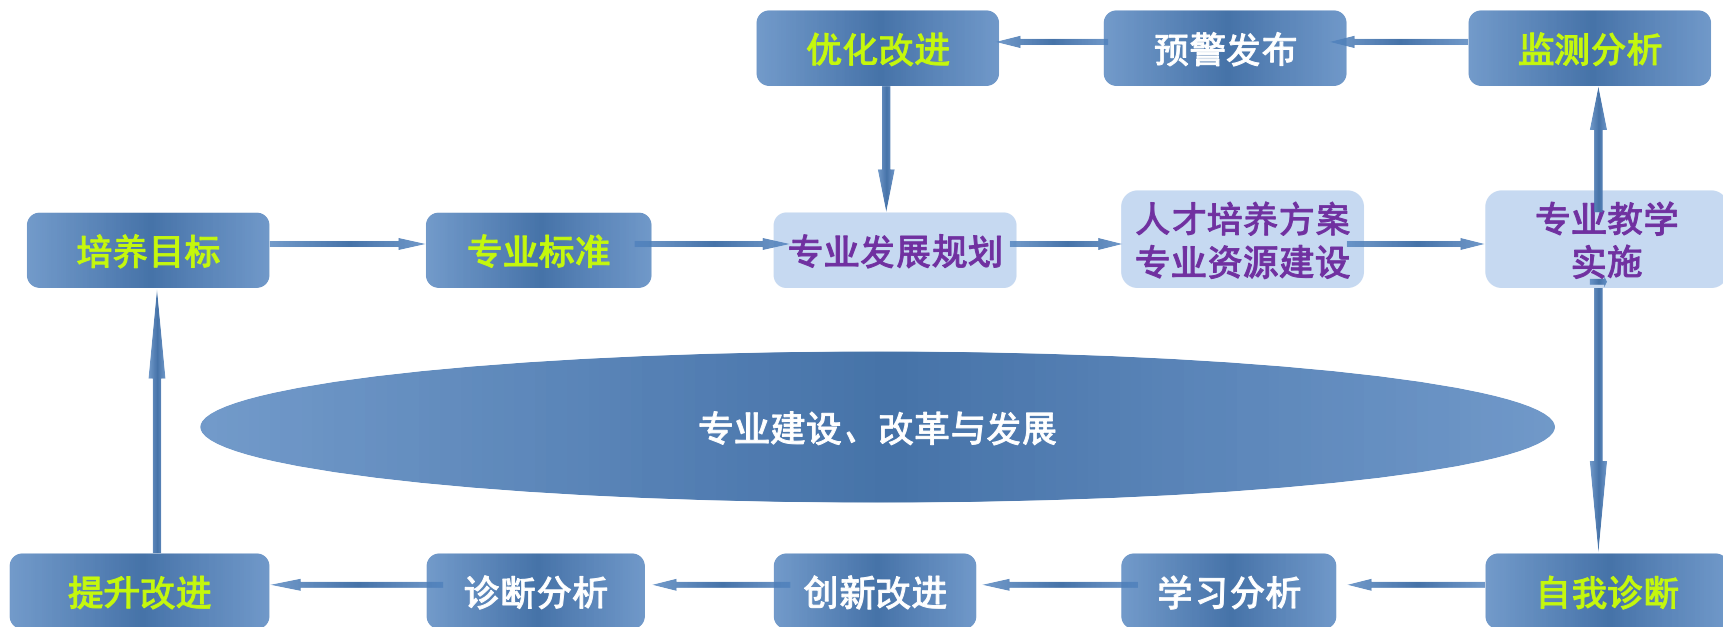 优化改进
预警发布
监测分析
培养目标
专业标准
专业发展规划
人才培养方案
专业资源建设
专业教学
实施
专业建设、改革与发展
提升改进
诊断分析
创新改进
学习分析
自我诊断